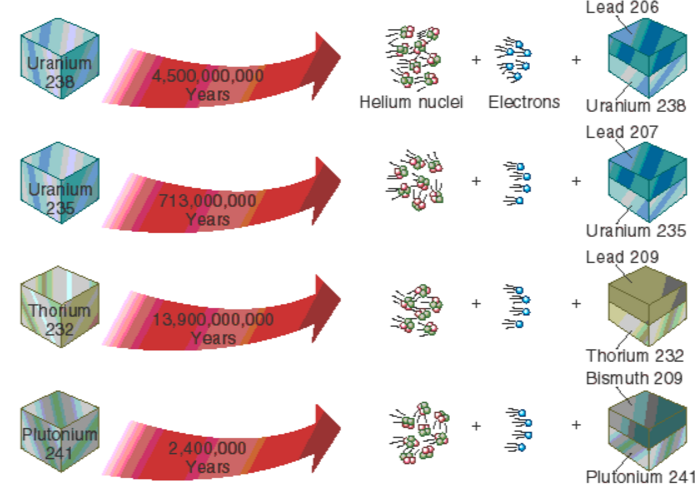 Lead 206
Uranium
238
4,500,000,000
Years
+
+
Helium nuclei
Electrons
Uranium 238
Lead 207
Uranium
235
713,000,000
Years
+
+
Uranium 235
Lead 209
Thorium
232
13,900,000,000
Years
+
+
Thorium 232
Bismuth 209
Plutonium
241
2,400,000
Years
+
+
Plutonium 241